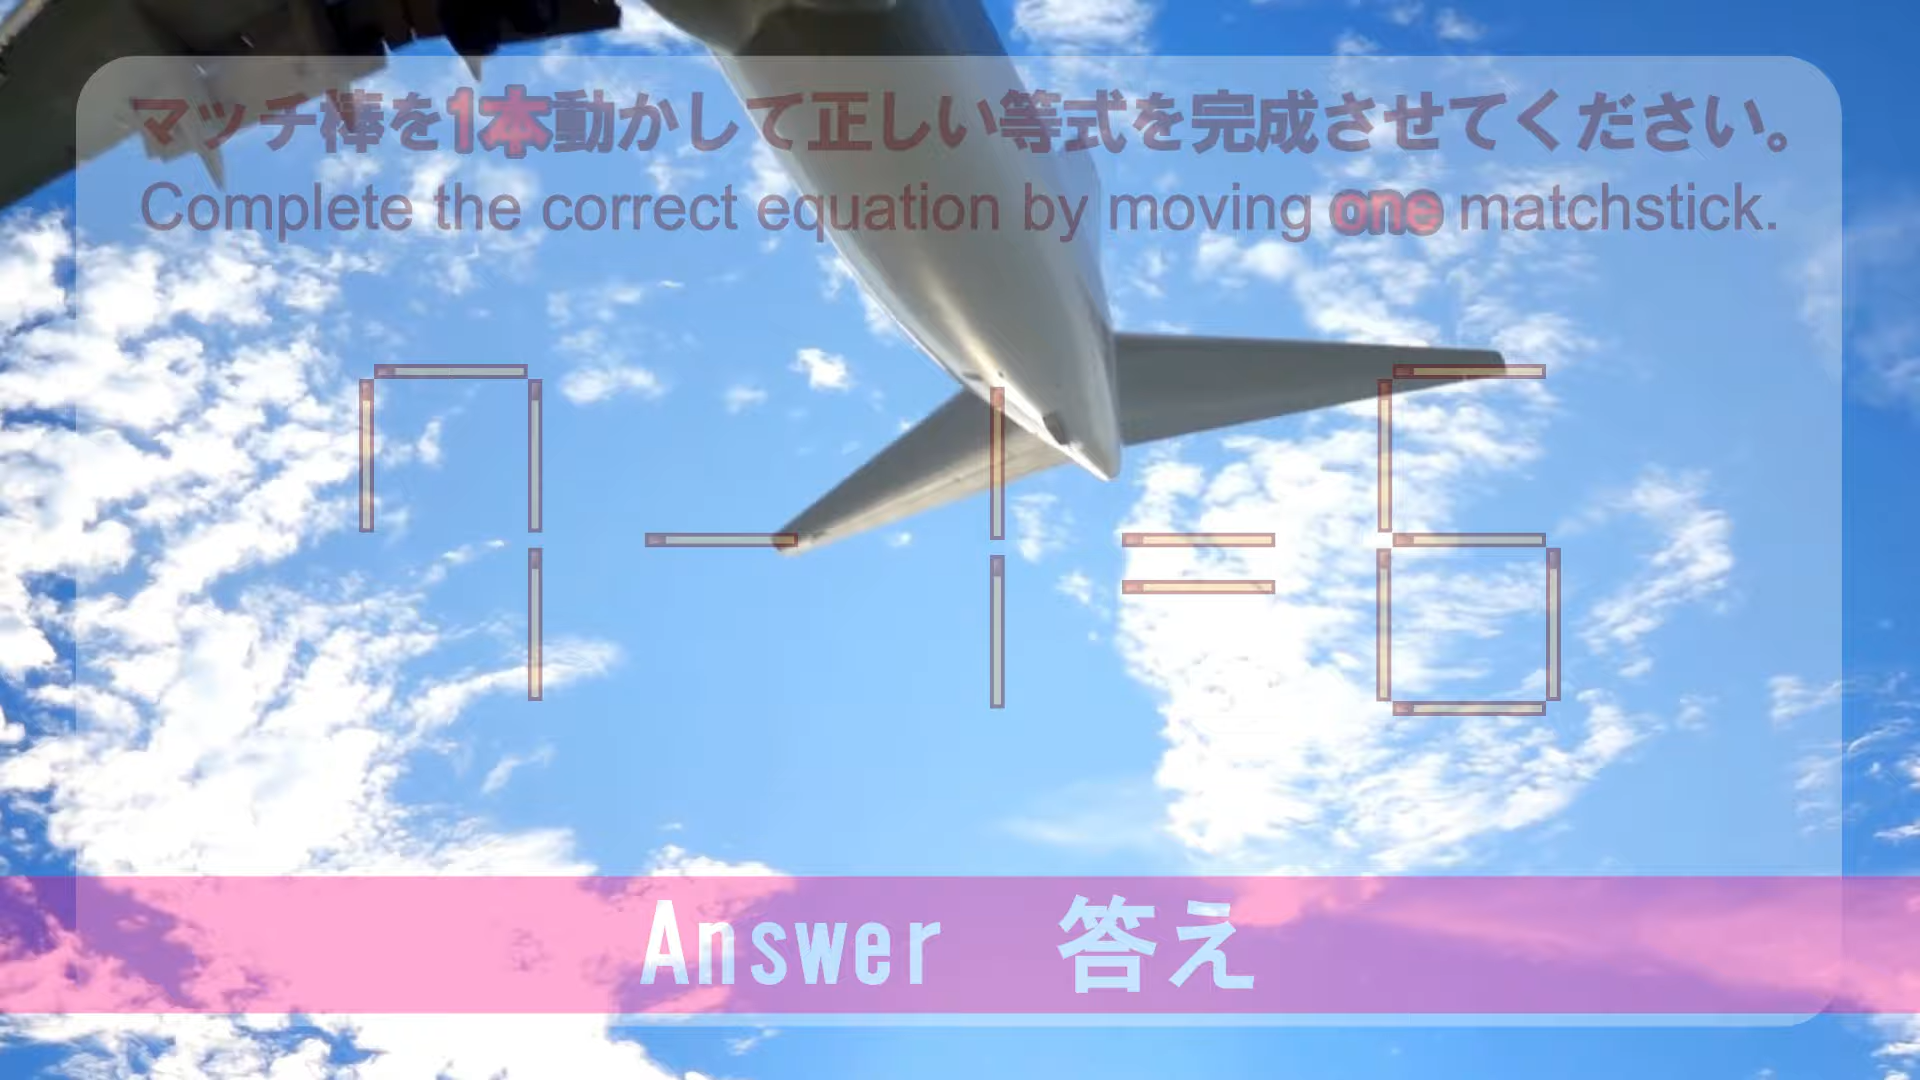 マッチ棒を1本動かして正しい等式を完成させてください。
Complete the correct equation by moving one matchstick.
7-1=6
Answer 答え